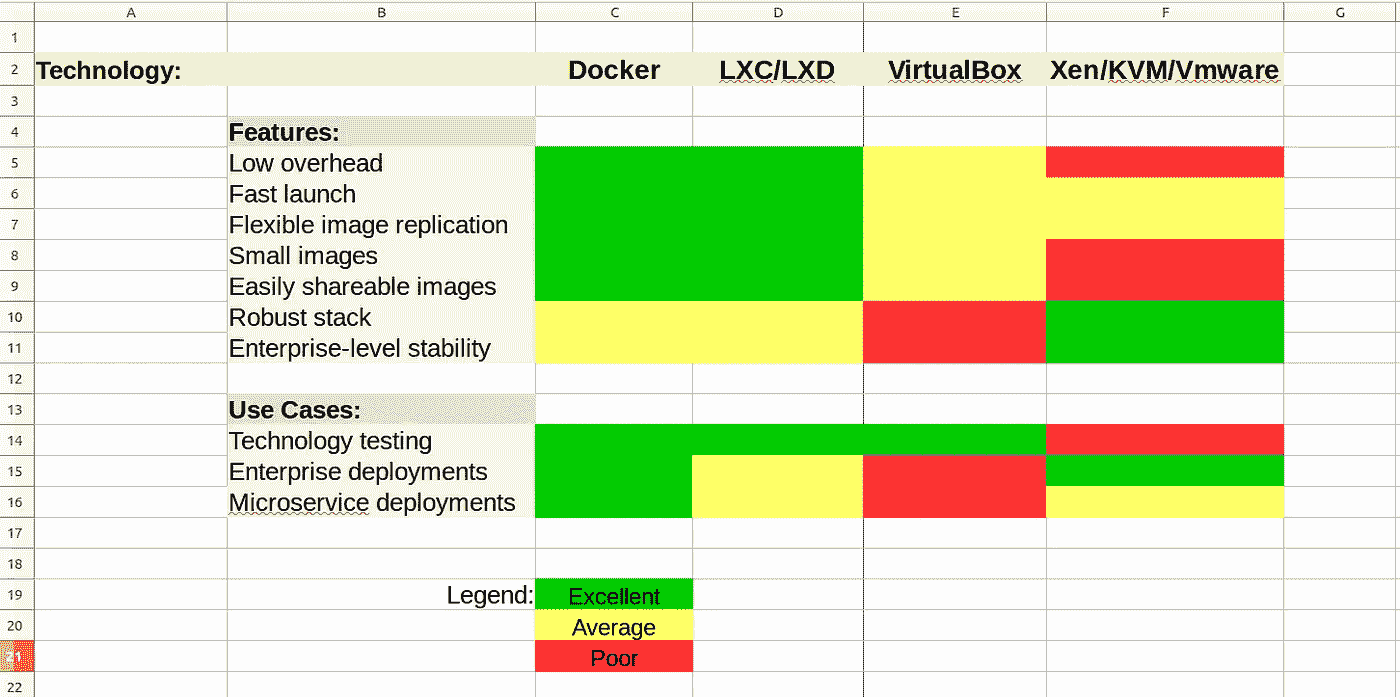 A B C D E F G
1
2 Technology: Docker LXC/LXD VirtualBox Xen/KVM/Vmware
3
4 Features:
5 Low overhead
6 Fast launch
7 Flexible image replication
8 Small images
9 Easily shareable images
10 Robust stack
11 Enterprise-level stability
12
13 Use Cases:
14 Technology testing
15 Enterprise deployments
16 Microservice deployments
17
18
19 Legend: Excellent
20 Average
21 Poor
22